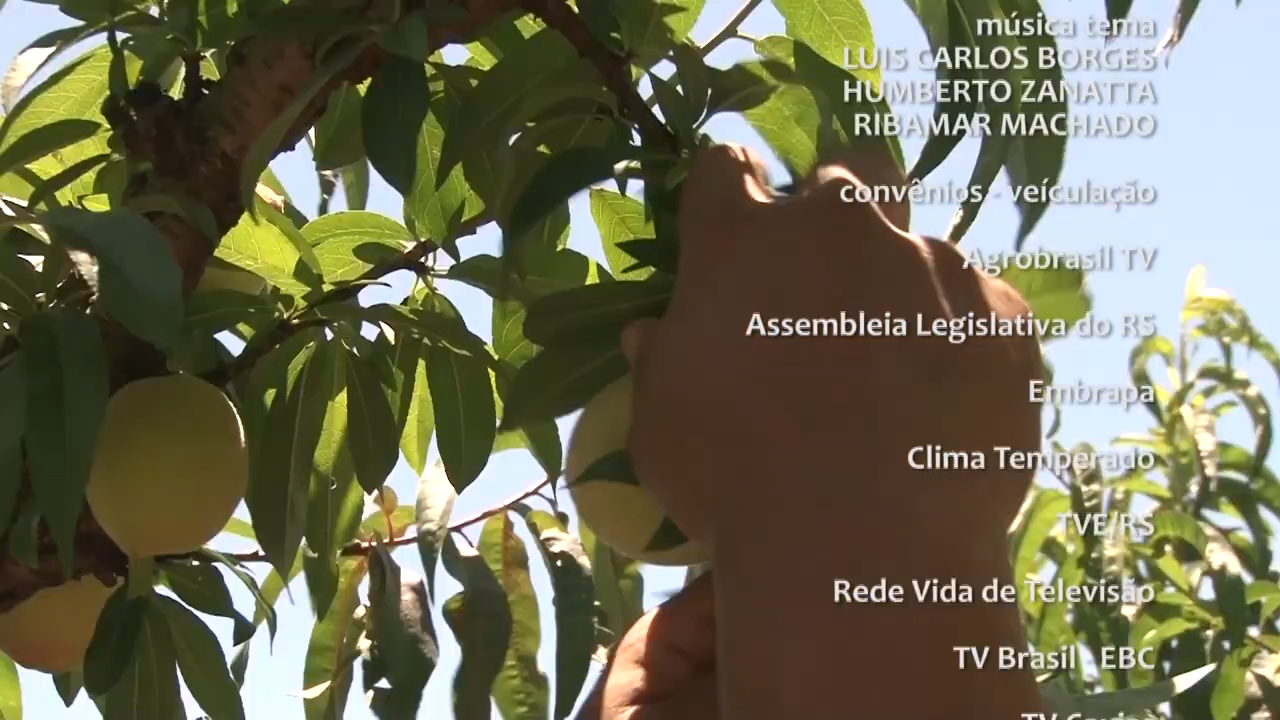 música tema
LUIS CARLOS BORGES
HUMBERTO ZANATTA
RIBAMAR MACHADO
convênios - veículação
Agrobrasil TV
Assembleia Legislativa do RS
Embrapa
Clima Temperado
TVE/RS
Rede Vida de Televisão
TV Brasil - EBC